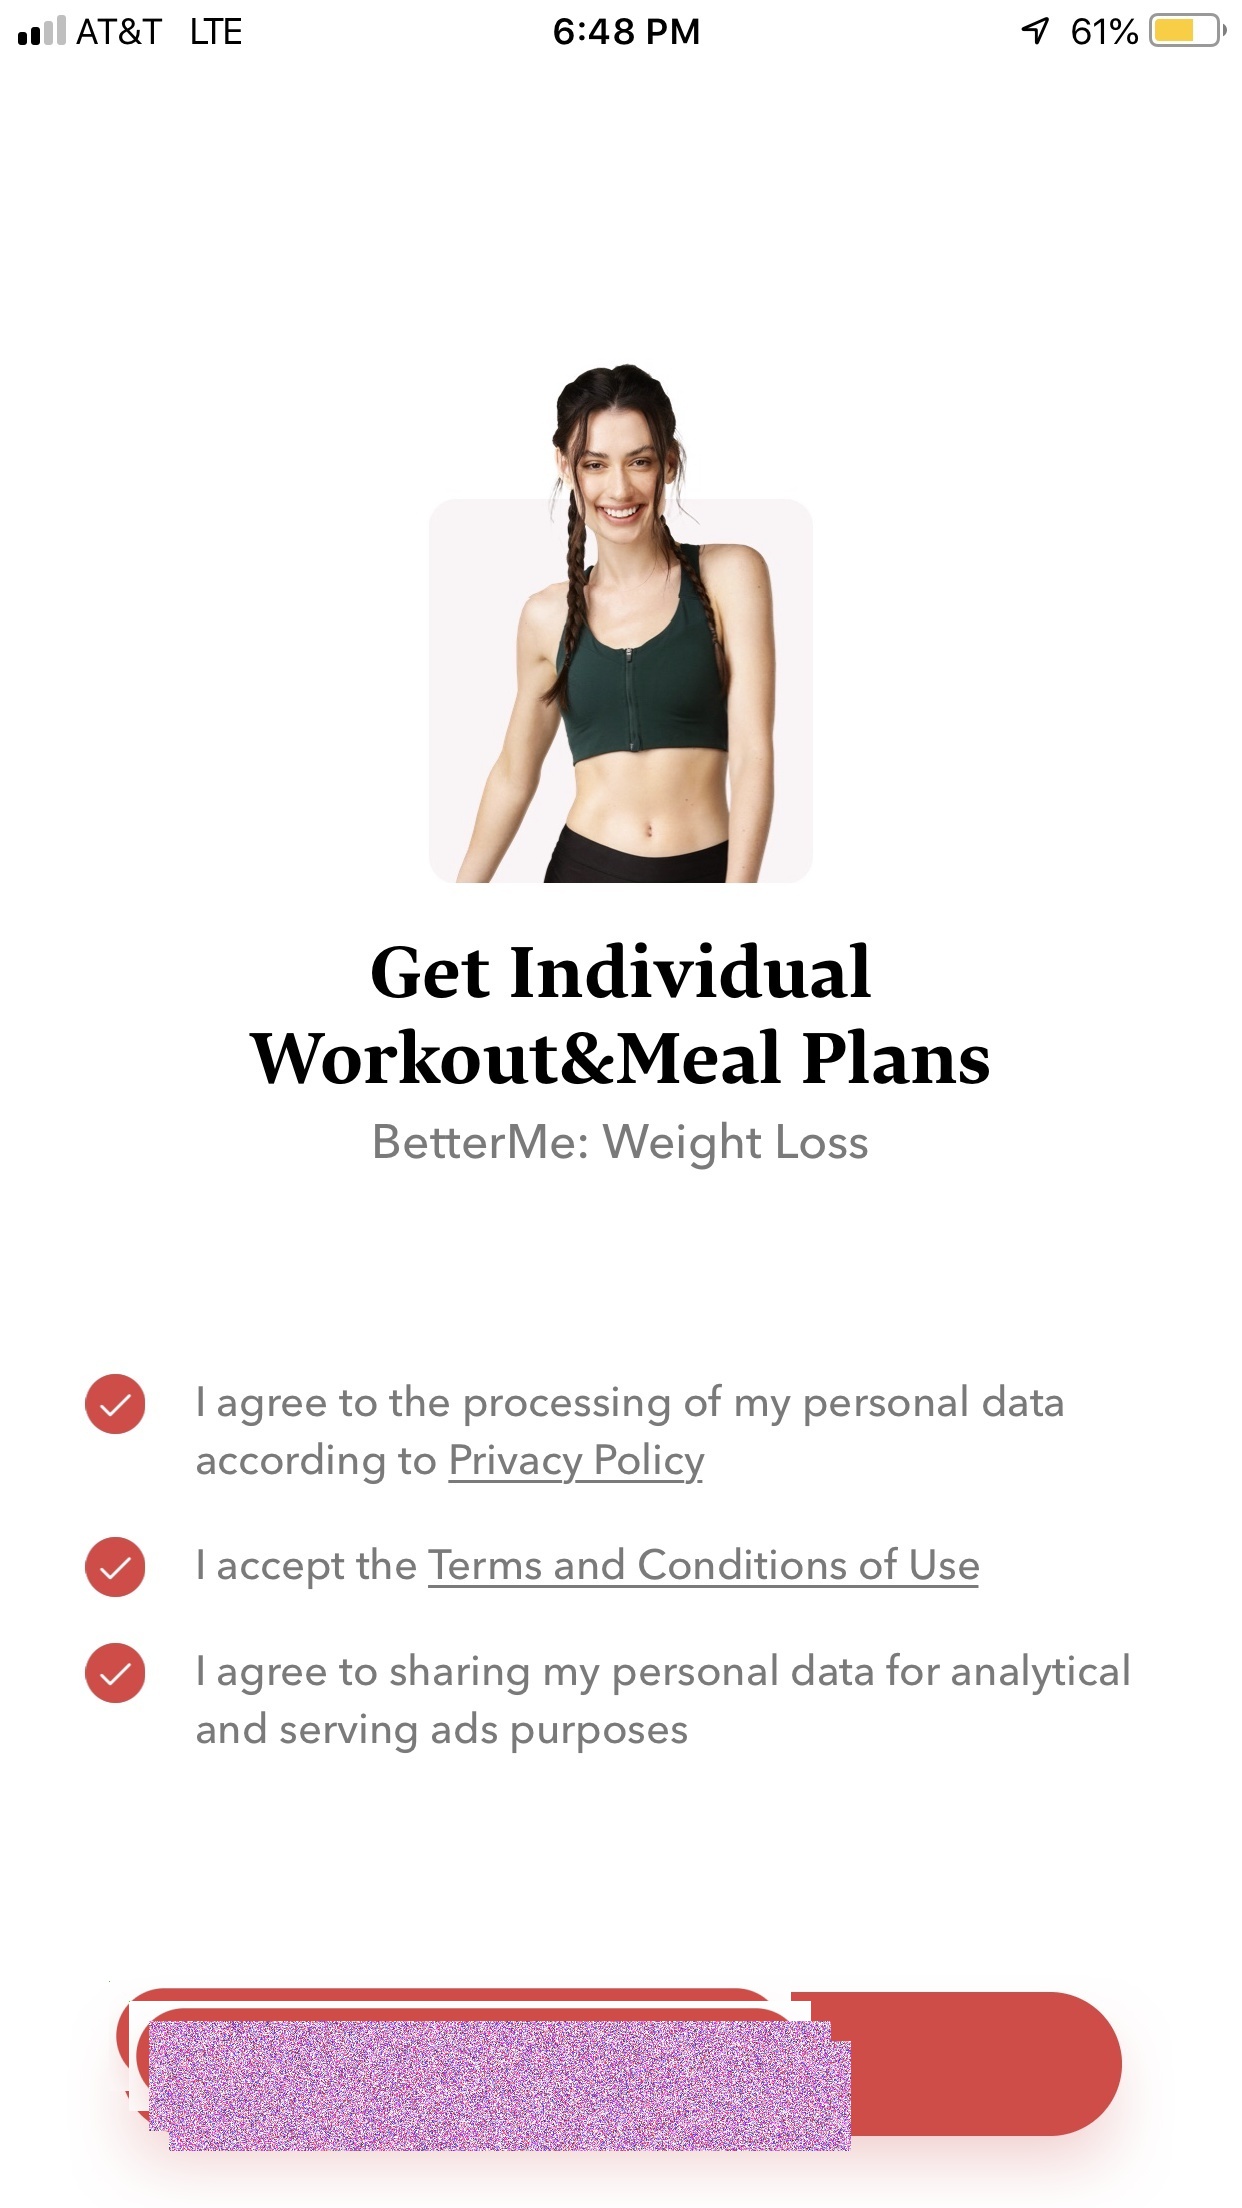 AT&T LTE 6:48 PM 61%
Get Individual
Workout&Meal Plans
BetterMe: Weight Loss
I agree to the processing of my personal data
according to Privacy Policy
I accept the Terms and Conditions of Use
I agree to sharing my personal data for analytical
and serving ads purposes